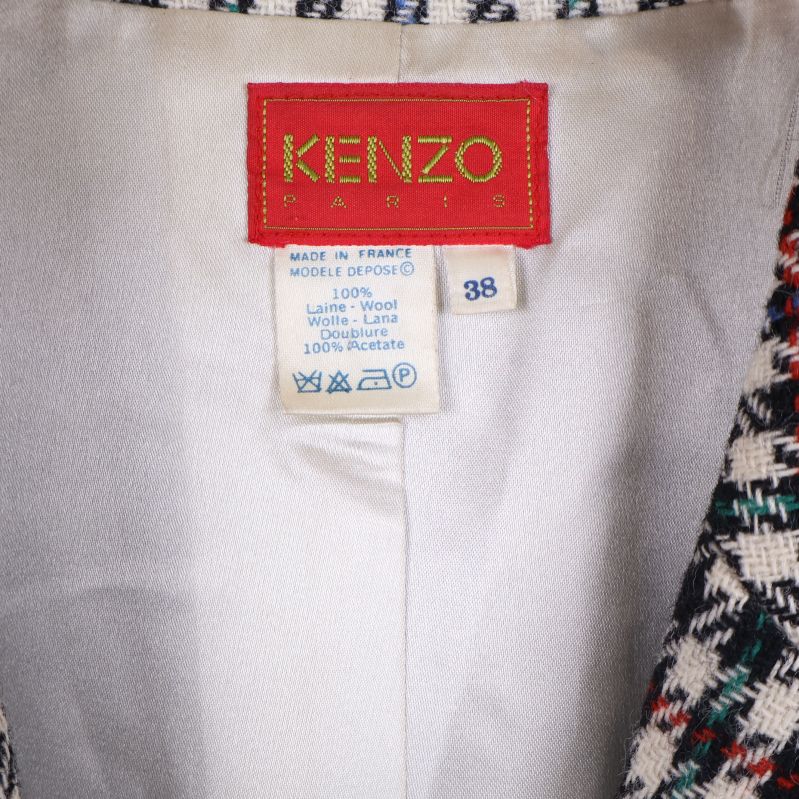 KENZO
PARIS
MADE IN FRANCE
MODELE DEPOSE©
38
100%
Laine - Wool
Wolle - Lana
Doublure
100% Acetate
P